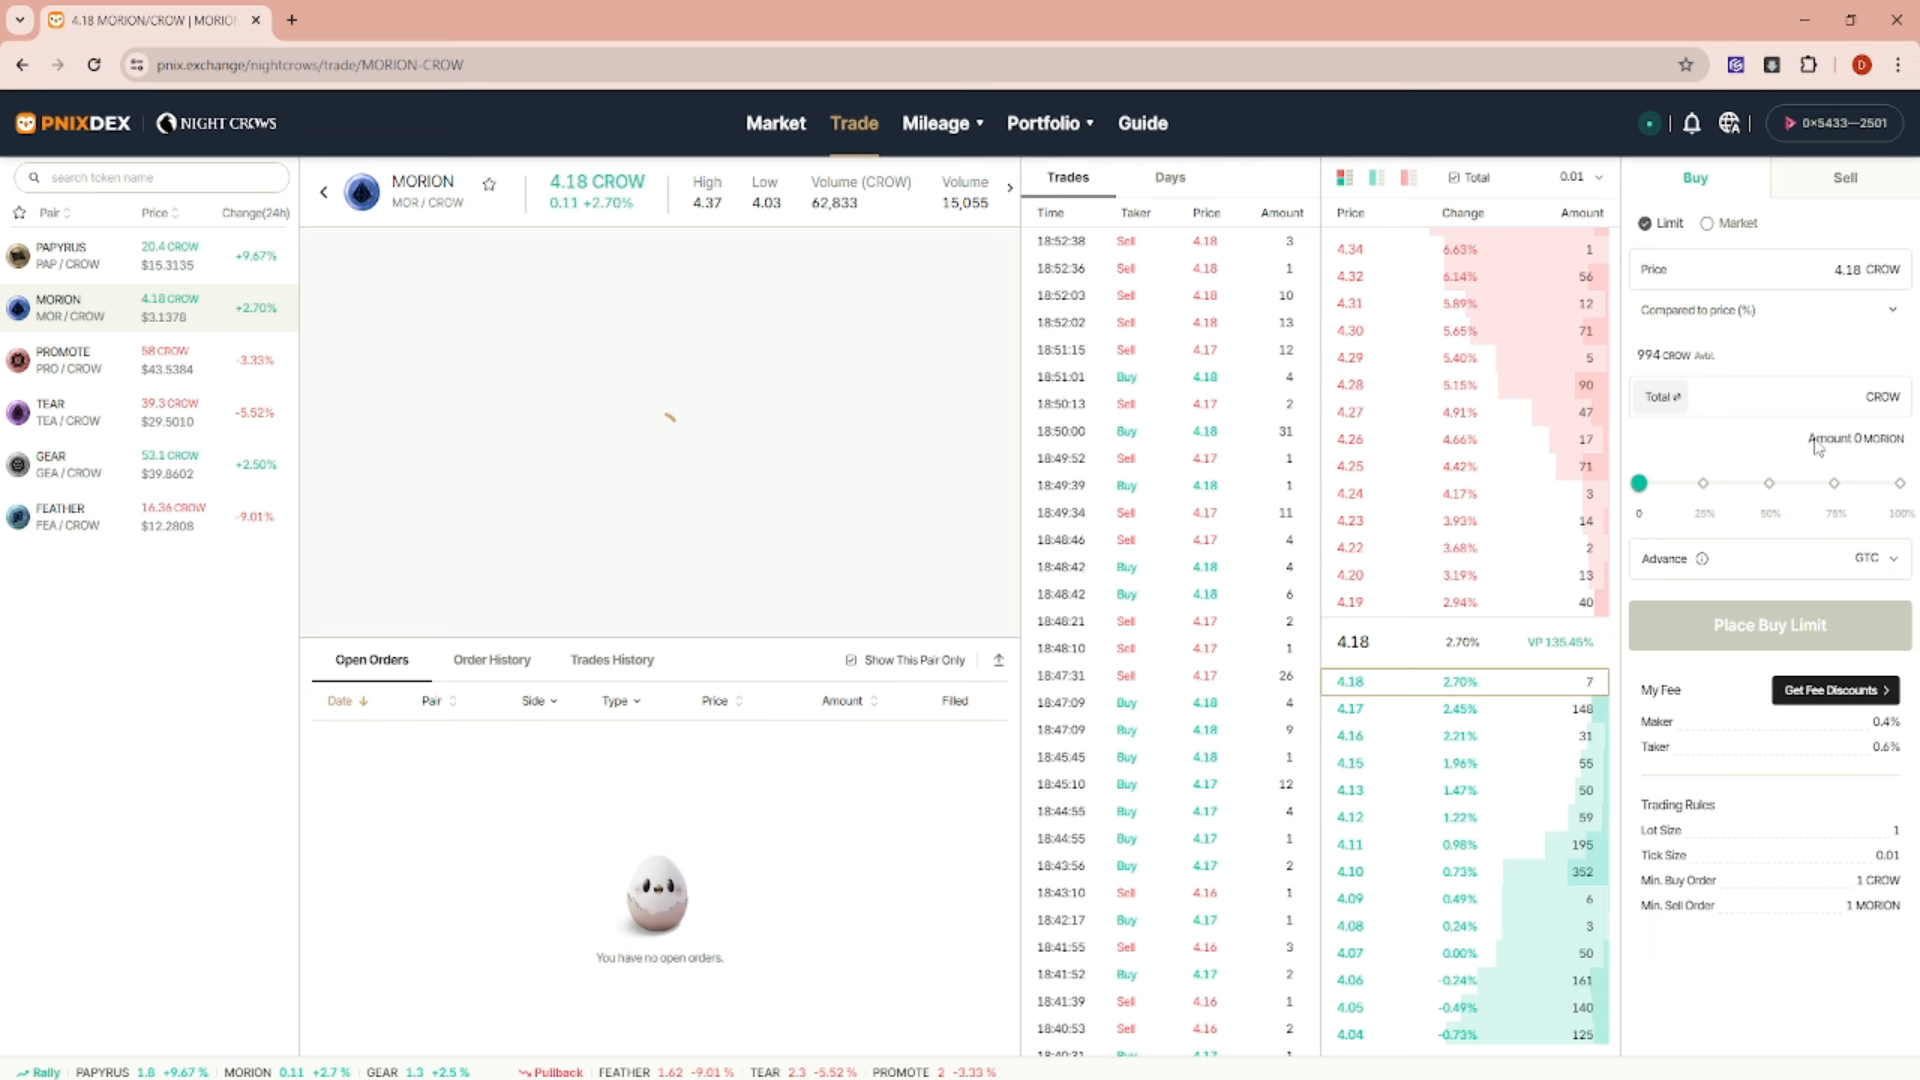 4.18 MORION/CROW | MORIO
pnix.exchange/nightcrows/trade/MORION-CROW
D
PNIXDEX | NIGHT CROWS
Market Trade Mileage Portfolio Guide
0×5433—2501
search token name
Pair Price Change(24h)
PAPYRUS 20.4 CROW +9.67%
PAP / CROW $15.3135
MORION 4.18 CROW +2.70%
MOR / CROW $3.1378
PROMOTE 58 CROW -3.33%
PRO / CROW $43.5384
TEAR 39.3 CROW -5.52%
TEA / CROW $29.5010
GEAR 53.1 CROW +2.50%
GEA / CROW $39.8602
FEATHER 16.36 CROW -9.01%
FEA / CROW $12.2808
MORION 4.18 CROW High Low Volume (CROW) Volume
MOR / CROW 0.11 +2.70% 4.37 4.03 62,833 15,055
Open Orders Order History Trades History Show This Pair Only
Date Pair Side Type Price Amount Filled
You have no open orders.
Trades Days
Time Taker Price Amount
18:52:38 Sell 4.18 3
18:52:36 Sell 4.18 1
18:52:03 Sell 4.18 10
18:52:02 Sell 4.18 13
18:51:15 Sell 4.17 12
18:51:01 Buy 4.18 4
18:50:13 Sell 4.17 2
18:50:00 Buy 4.18 31
18:49:52 Sell 4.17 1
18:49:39 Buy 4.18 1
18:49:34 Sell 4.17 11
18:48:46 Sell 4.17 4
18:48:42 Buy 4.18 4
18:48:42 Buy 4.18 6
18:48:21 Sell 4.17 2
18:48:10 Sell 4.17 1
18:47:31 Sell 4.17 26
18:47:09 Buy 4.18 4
18:47:09 Buy 4.18 9
18:45:45 Buy 4.18 1
18:45:10 Buy 4.17 12
18:44:55 Buy 4.17 4
18:44:55 Buy 4.17 1
18:43:56 Buy 4.17 2
18:43:10 Sell 4.16 1
18:42:17 Buy 4.17 1
18:41:55 Sell 4.16 3
18:41:52 Buy 4.17 2
18:41:39 Sell 4.16 1
18:40:53 Sell 4.16 2
Total 0.01
Price Change Amount
4.34 6.63% 1
4.32 6.14% 56
4.31 5.89% 12
4.30 5.65% 71
4.29 5.40% 5
4.28 5.15% 90
4.27 4.91% 47
4.26 4.66% 17
4.25 4.42% 71
4.24 4.17% 3
4.23 3.93% 14
4.22 3.68% 2
4.20 3.19% 13
4.19 2.94% 40
4.18 2.70% VP 135.45%
4.18 2.70% 7
4.17 2.45% 148
4.16 2.21% 31
4.15 1.96% 55
4.13 1.47% 50
4.12 1.22% 59
4.11 0.98% 195
4.10 0.73% 352
4.09 0.49% 6
4.08 0.24% 3
4.07 0.00% 50
4.06 -0.24% 161
4.05 -0.49% 140
4.04 -0.73% 125
Buy Sell
Limit Market
Price 4.18 CROW
Compared to price (%)
994 CROW Avbl.
Total CROW
Amount 0 MORION
0 25% 50% 75% 100%
Advance GTC
Place Buy Limit
My Fee Get Fee Discounts
Maker 0.4%
Taker 0.6%
Trading Rules
Lot Size 1
Tick Size 0.01
Min. Buy Order 1 CROW
Min. Sell Order 1 MORION
Rally PAPYRUS 1.8 +9.67 % MORION 0.11 +2.7 % GEAR 1.3 +2.5 % Pullback FEATHER 1.62 -9.01 % TEAR 2.3 -5.52 % PROMOTE 2 -3.33 %